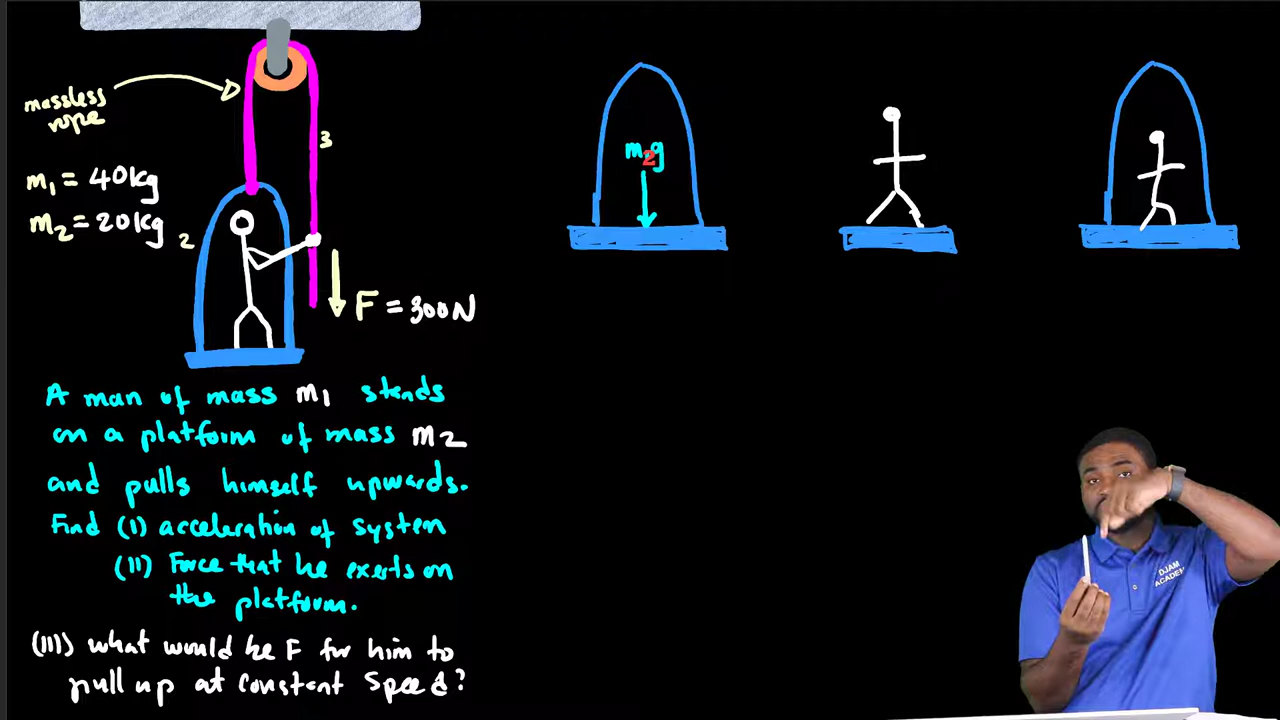 massless
rope
m₁ = 40kg
m₂ = 20kg
2
3
F = 300N
A man of mass m₁ stands
on a platform of mass m2
and pulls himself upwards.
Find (I) acceleration of system
(II) Force that he exerts on
the platform.
(III) what would be F for him to
pull up at constant speed?
m2g
DJAM
ACADEMY